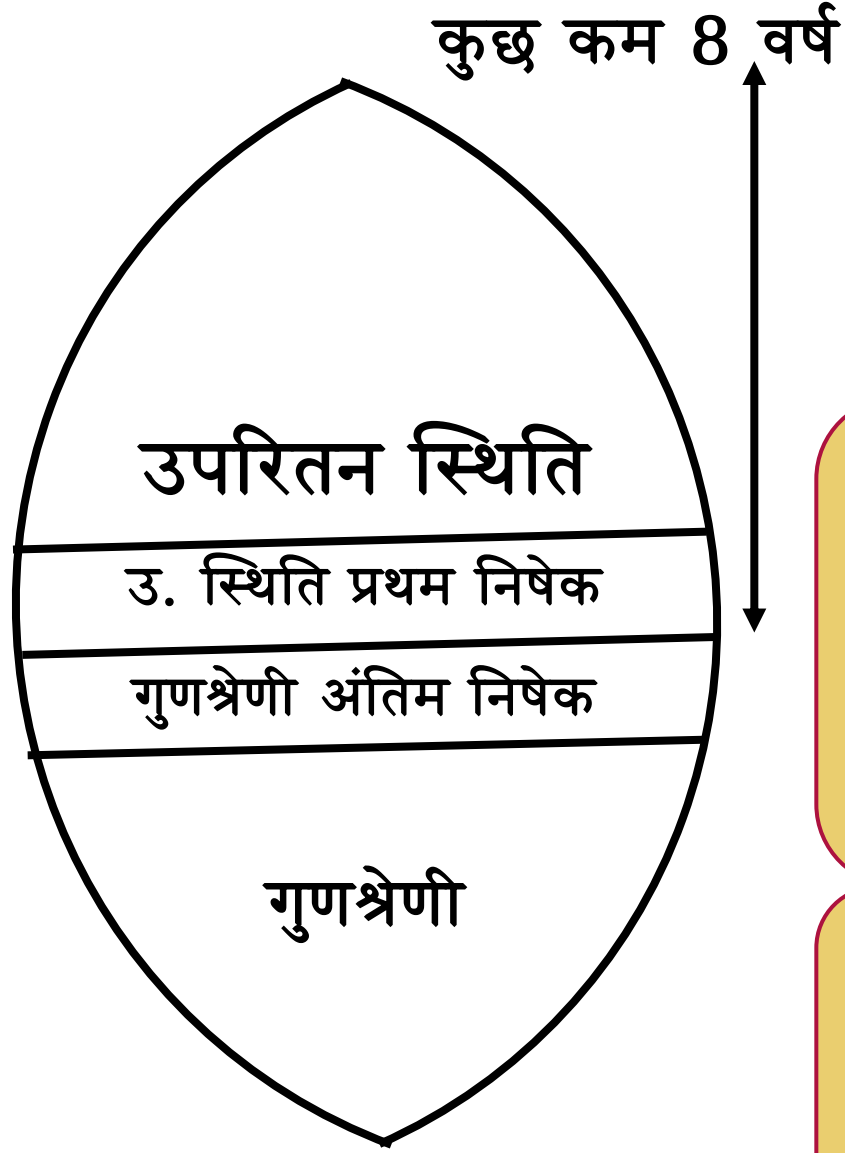 कुछ कम 8 वर्ष
उपरितन स्थिति
उ. स्थिति प्रथम निषेक
गुणश्रेणी अंतिम निषेक
गुणश्रेणी